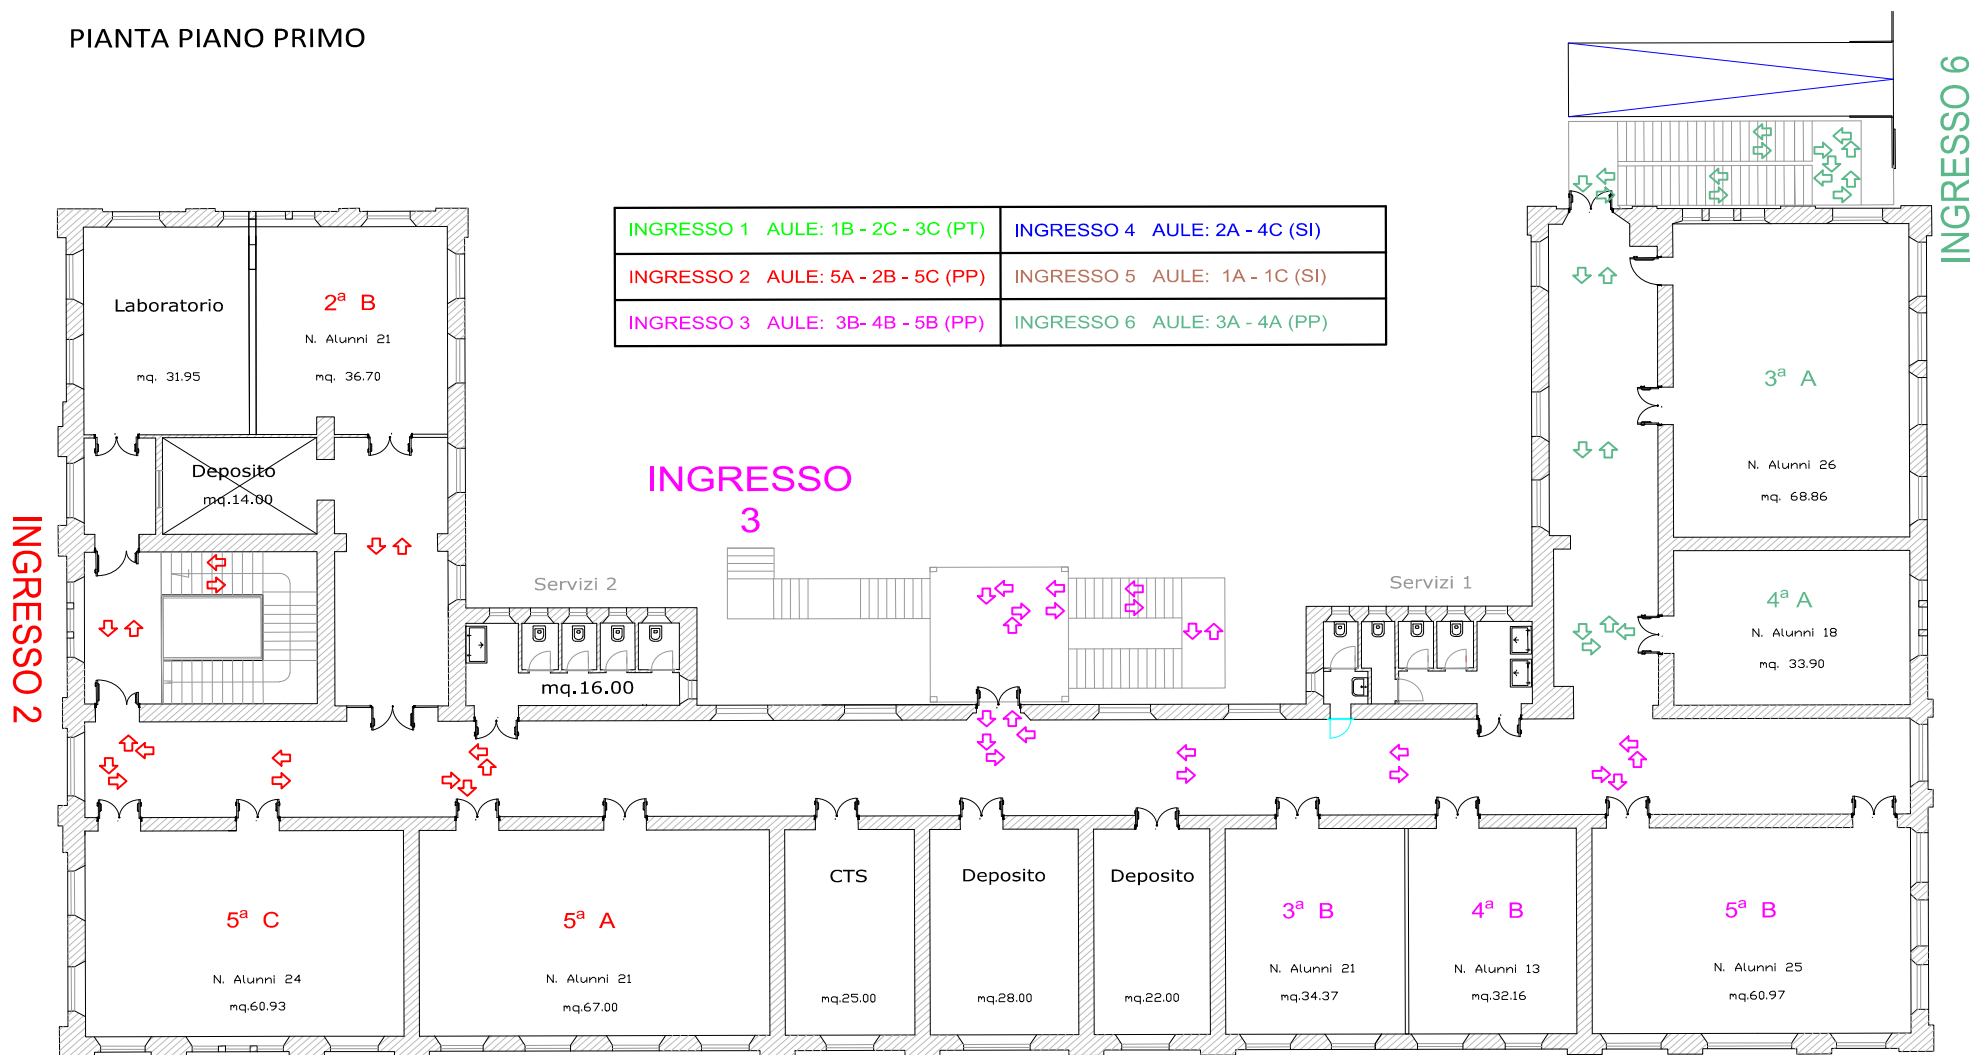 PIANTA PIANO PRIMO
INGRESSO 6
INGRESSO 1 AULE: 1B - 2C - 3C (PT)
INGRESSO 4 AULE: 2A - 4C (SI)
INGRESSO 2 AULE: 5A - 2B - 5C (PP)
INGRESSO 5 AULE: 1A - 1C (SI)
INGRESSO 3 AULE: 3B- 4B - 5B (PP)
INGRESSO 6 AULE: 3A - 4A (PP)
Laboratorio
mq. 31.95
2ª B
N. Alunni 21
mq. 36.70
3ª A
N. Alunni 26
mq. 68.86
Deposito
mq.14.00
INGRESSO
3
INGRESSO 2
Servizi 2
mq.16.00
Servizi 1
4ª A
N. Alunni 18
mq. 33.90
5ª C
N. Alunni 24
mq.60.93
5ª A
N. Alunni 21
mq.67.00
CTS
mq.25.00
Deposito
mq.28.00
Deposito
mq.22.00
3ª B
N. Alunni 21
mq.34.37
4ª B
N. Alunni 13
mq.32.16
5ª B
N. Alunni 25
mq.60.97